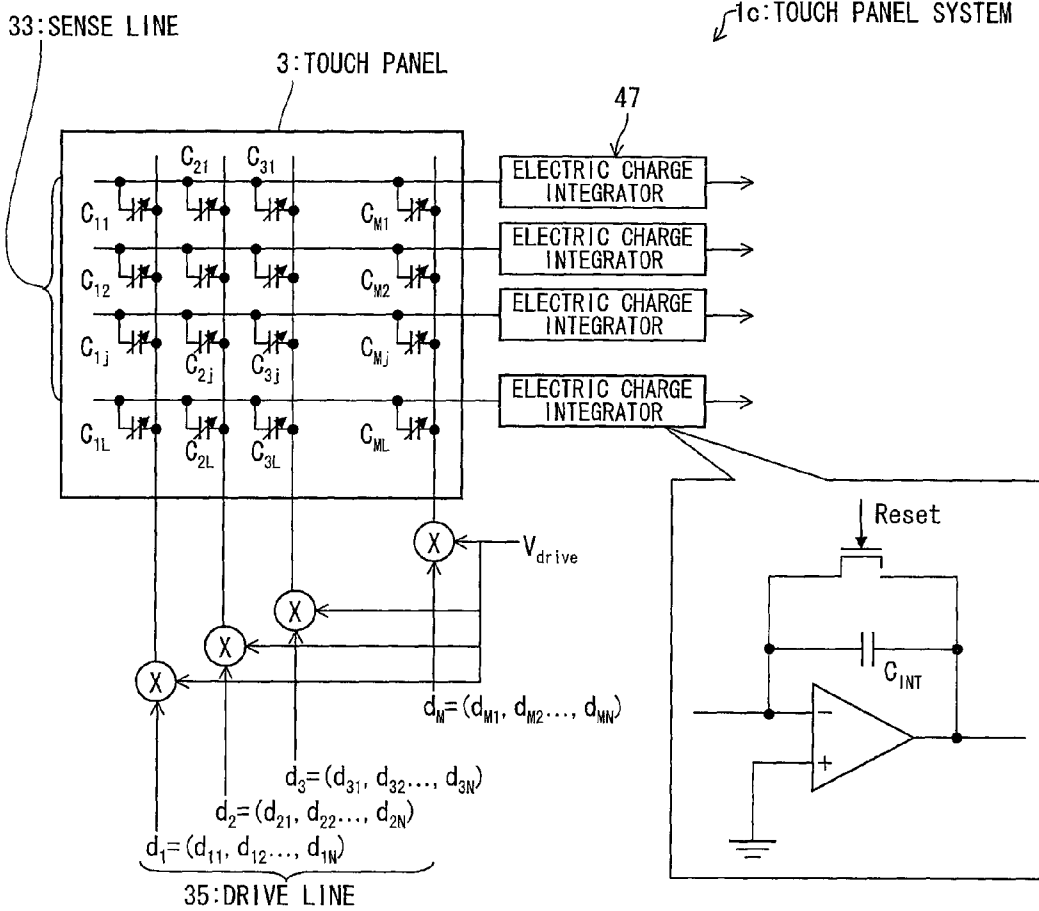 1c:TOUCH PANEL SYSTEM
33:SENSE LINE
3:TOUCH PANEL
47
C21 C31
ELECTRIC CHARGE
INTEGRATOR
C11 CM1
ELECTRIC CHARGE
INTEGRATOR
C12 CM2
ELECTRIC CHARGE
INTEGRATOR
C1j C2j C3j CMj
ELECTRIC CHARGE
INTEGRATOR
C1L C2L C3L CML
Reset
X Vdrive
X
X
X
CINT
−
+
dM=(dM1, dM2..., dMN)
d3=(d31, d32..., d3N)
d2=(d21, d22..., d2N)
d1=(d11, d12..., d1N)
35:DRIVE LINE